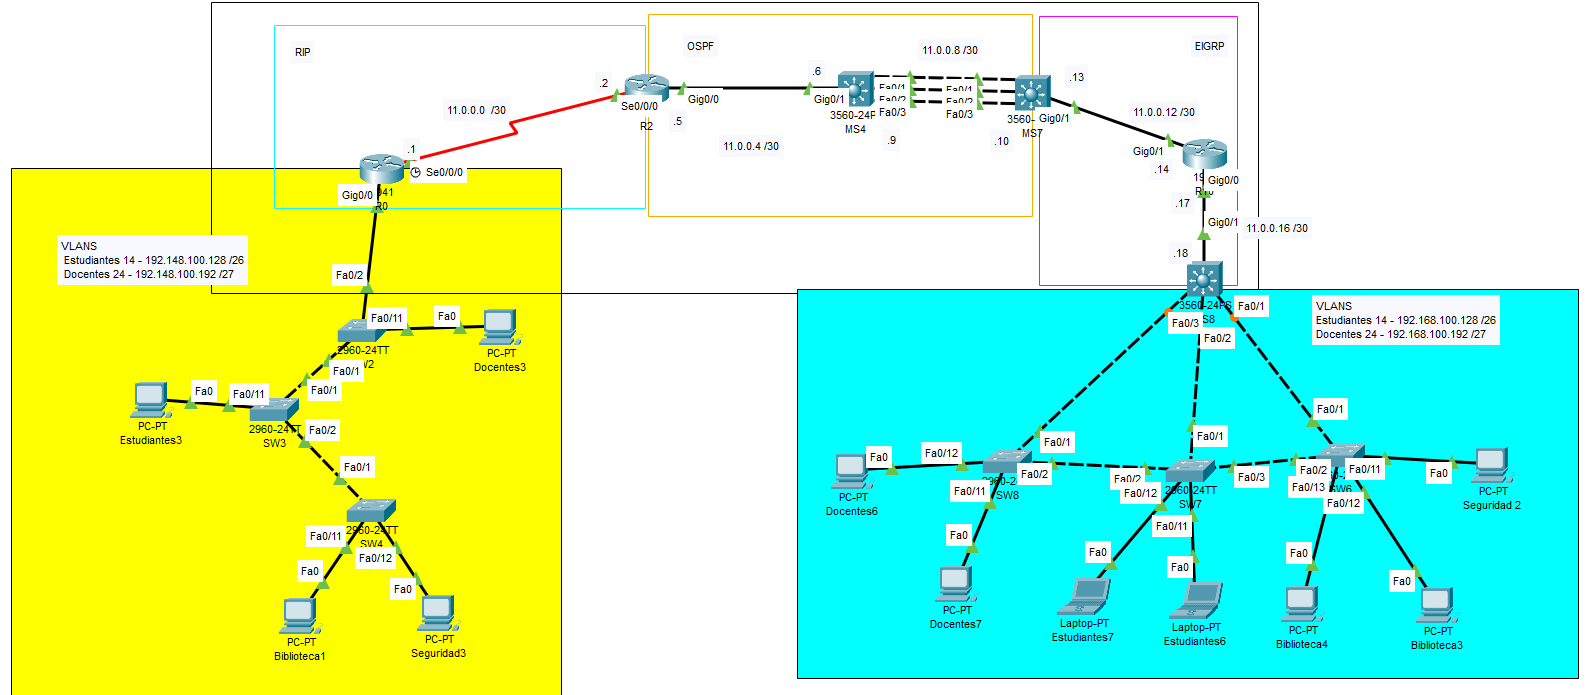 RIP
OSPF
EIGRP
11.0.0.8 /30
.6
.13
.2
11.0.0.0 /30
Se0/0/0
R2
Gig0/0
.5
Gig0/1
3560-24P
MS4
Fa0/1
Fa0/2
Fa0/3
Fa0/1
Fa0/2
Fa0/3
3560-
MS7
Gig0/1
11.0.0.12 /30
11.0.0.4 /30
.9
.10
Gig0/1
.14
Gig0/0
.17
Gig0/1
11.0.0.16 /30
.18
.1
Se0/0/0
Gig0/0
941
R0
VLANS
Estudiantes 14 - 192.148.100.128 /26
Docentes 24 - 192.148.100.192 /27
Fa0/2
Fa0/11
Fa0
2960-24TT
PC-PT
Docentes3
Fa0/1
Fa0/1
Fa0
Fa0/11
PC-PT
Estudiantes3
2960-24TT
SW3
Fa0/2
Fa0/1
2960-24TT
SW4
Fa0/11
Fa0/12
Fa0
Fa0
PC-PT
Biblioteca1
PC-PT
Seguridad3
3560-24PS
S8
Fa0/1
Fa0/3
Fa0/2
VLANS
Estudiantes 14 - 192.168.100.128 /26
Docentes 24 - 192.168.100.192 /27
Fa0/1
Fa0/1
Fa0/1
Fa0
Fa0/12
PC-PT
Docentes6
SW8
Fa0/2
Fa0/11
Fa0/2
Fa0/12
2960-24TT
SW7
Fa0/3
Fa0/11
Fa0/2
Fa0/11
Fa0/13
SW6
Fa0/12
Fa0
PC-PT
Seguridad 2
Fa0
PC-PT
Docentes7
Fa0
Laptop-PT
Estudiantes7
Fa0
Laptop-PT
Estudiantes6
Fa0
PC-PT
Biblioteca4
Fa0
PC-PT
Biblioteca3